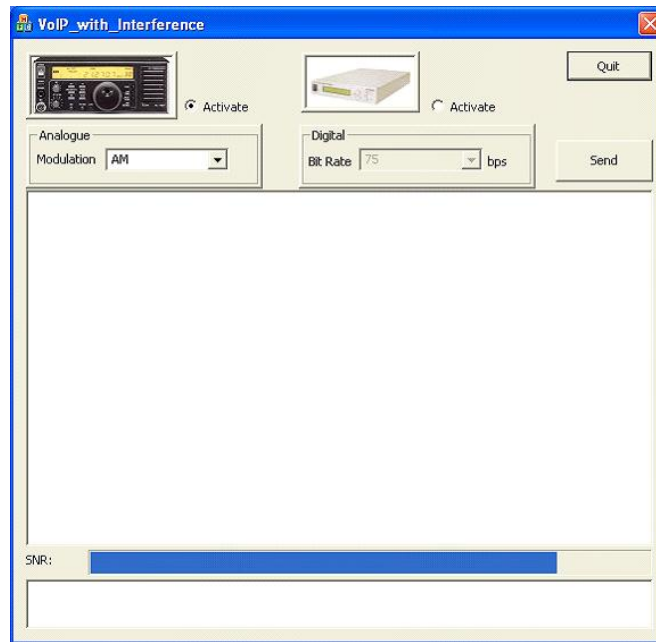 VoIP_with_Interference
Quit
Activate
Activate
Analogue
Digital
Modulation AM
Bit Rate 75 bps
Send
SNR: